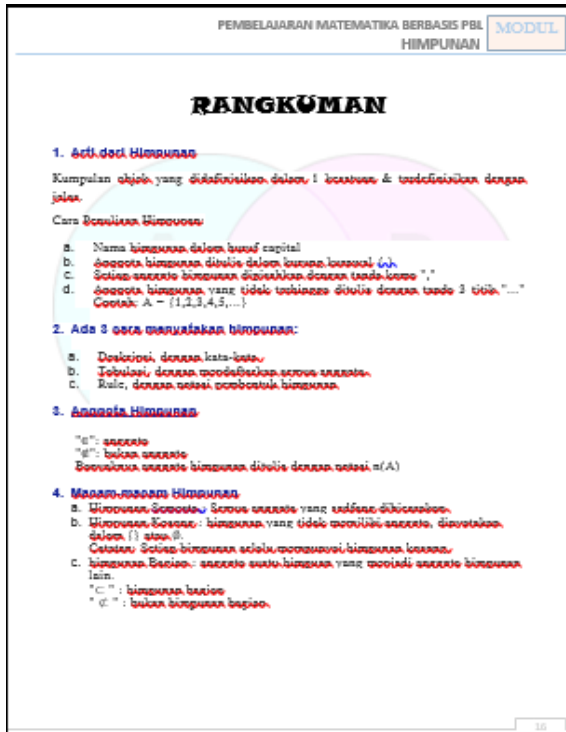 PEMBELAJARAN MATEMATIKA BERBASIS PBL
MODUL
HIMPUNAN
RANGKUMAN
1. Arti dari Himpunan
Kumpulan objek yang didefinisikan dalam 1 kesatuan & terdefinisikan dengan
jelas.
Cara Penulisan Himpunan:
a. Nama himpunan dalam huruf capital
b. Anggota himpunan ditulis dalam kurung kurawal {}.
c. Setiap anggota himpunan dipisahkan dengan tanda koma ","
d. Anggota himpunan yang tidak terhingga ditulis dengan tanda 3 titik "..."
Contoh: A = {1,2,3,4,5,...}
2. Ada 3 cara menyatakan himpunan:
a. Deskripsi, dengan kata-kata.
b. Tabulasi, dengan mendaftarkan semua anggota.
c. Rule, dengan notasi pembentuk himpunan.
3. Anggota Himpunan
"∈": anggota
"∉": bukan anggota
Banyaknya anggota himpunan ditulis dengan notasi n(A)
4. Macam-macam Himpunan
a. Himpunan Semesta : Semua anggota yang dibicarakan.
b. Himpunan Kosong : himpunan yang tidak memiliki anggota, dinyatakan
dalam {} atau ∅.
Catatan: Setiap himpunan selalu mempunyai himpunan kosong.
c. himpunan Bagian : anggota suatu himpunan yang menjadi anggota himpunan
lain.
"⊂" : himpunan bagian
"⊄" : bukan himpunan bagian.
16